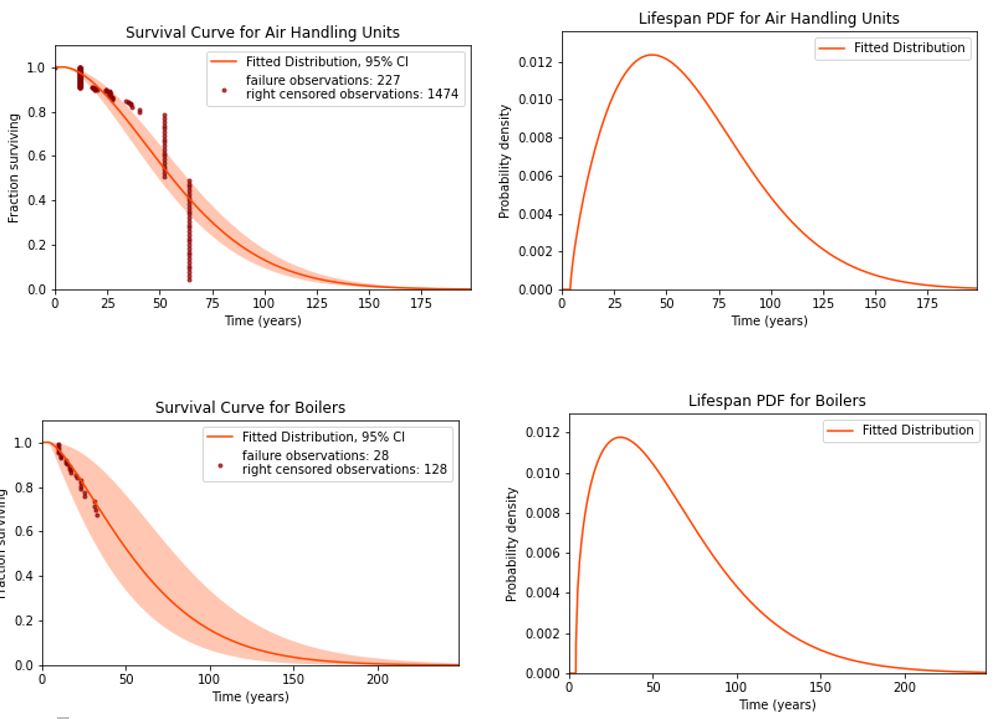 Survival Curve for Air Handling Units
Fitted Distribution, 95% CI
failure observations: 227
right censored observations: 1474
Fraction surviving
1.0
0.8
0.6
0.4
0.2
0.0
0 25 50 75 100 125 150 175
Time (years)
Lifespan PDF for Air Handling Units
Fitted Distribution
Probability density
0.012
0.010
0.008
0.006
0.004
0.002
0.000
0 25 50 75 100 125 150 175
Time (years)
Survival Curve for Boilers
Fitted Distribution, 95% CI
failure observations: 28
right censored observations: 128
Fraction surviving
1.0
0.8
0.6
0.4
0.2
0.0
0 50 100 150 200
Time (years)
Lifespan PDF for Boilers
Fitted Distribution
Probability density
0.012
0.010
0.008
0.006
0.004
0.002
0.000
0 50 100 150 200
Time (years)